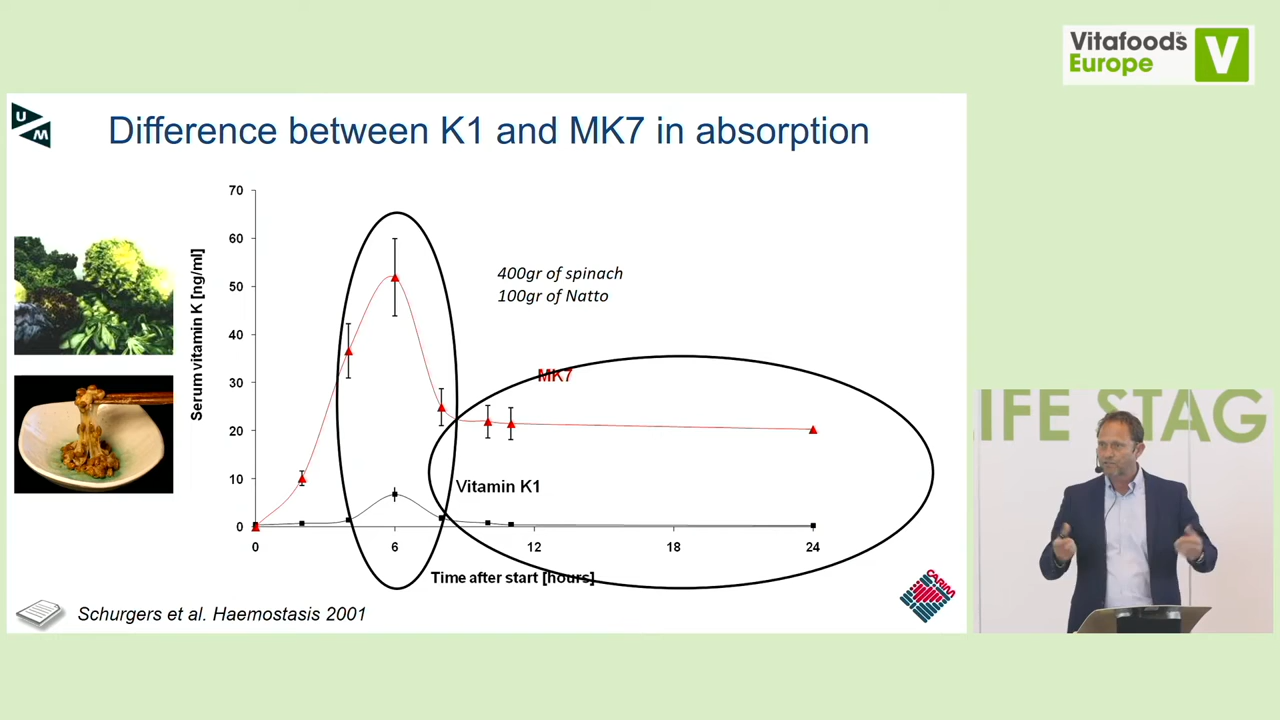 Vitafoods
Europe
U
M
Difference between K1 and MK7 in absorption
70
60
50
40
30
20
10
0
Serum vitamin K [ng/ml]
400gr of spinach
100gr of Natto
MK7
Vitamin K1
0
6
12
18
24
Time after start [hours]
Schurgers et al. Haemostasis 2001
CARIM
IFE STAG